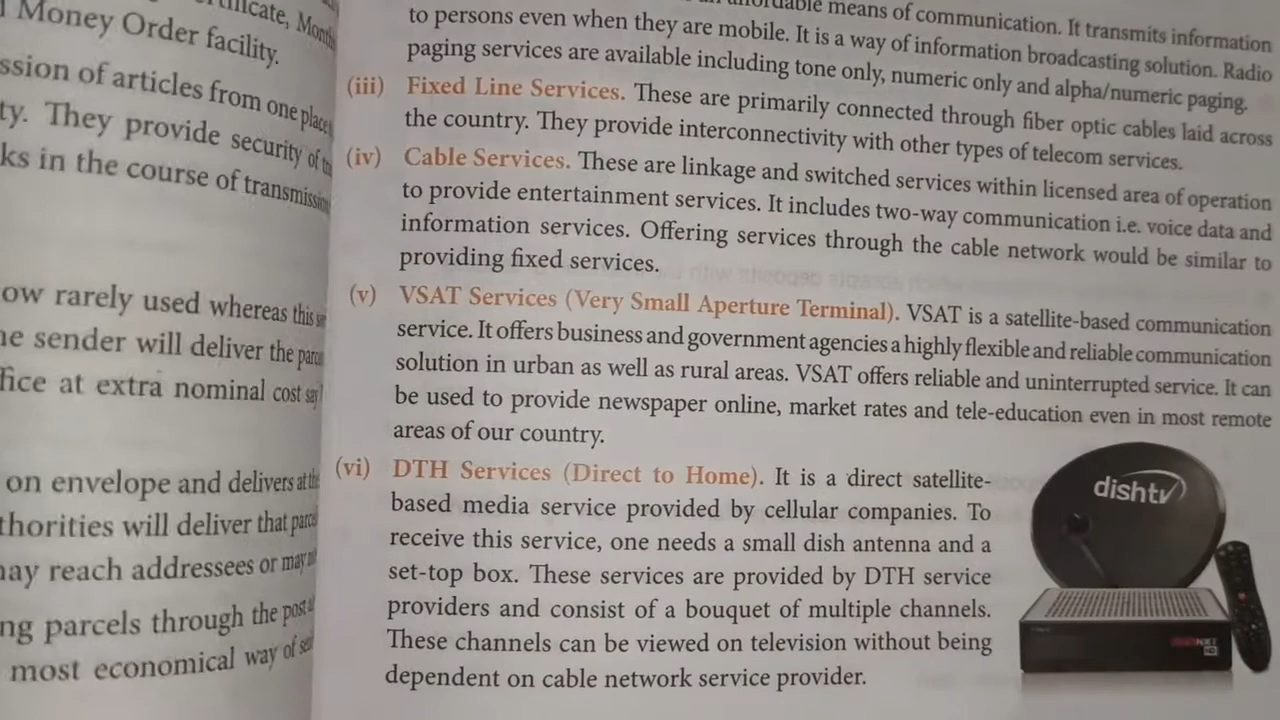 Money Order facility.
ssion of articles from one place
ty. They provide security of
ks in the course of transmission
ow rarely used whereas this
ne sender will deliver the
fice at extra nominal cost say
on envelope and delivers at the
thorities will deliver that
nay reach addressees or may
ng parcels through the post
most economical way of
means of communication. It transmits information
to persons even when they are mobile. It is a way of information broadcasting solution. Radio
paging services are available including tone only, numeric only and alpha/numeric paging.
(iii) Fixed Line Services. These are primarily connected through fiber optic cables laid across
the country. They provide interconnectivity with other types of telecom services.
(iv) Cable Services. These are linkage and switched services within licensed area of operation
to provide entertainment services. It includes two-way communication i.e. voice data and
information services. Offering services through the cable network would be similar to
providing fixed services.
(v) VSAT Services (Very Small Aperture Terminal). VSAT is a satellite-based communication
service. It offers business and government agencies a highly flexible and reliable communication
solution in urban as well as rural areas. VSAT offers reliable and uninterrupted service. It can
be used to provide newspaper online, market rates and tele-education even in most remote
areas of our country.
(vi) DTH Services (Direct to Home). It is a direct satellite-
based media service provided by cellular companies. To
receive this service, one needs a small dish antenna and a
set-top box. These services are provided by DTH service
providers and consist of a bouquet of multiple channels.
These channels can be viewed on television without being
dependent on cable network service provider.
dishtv